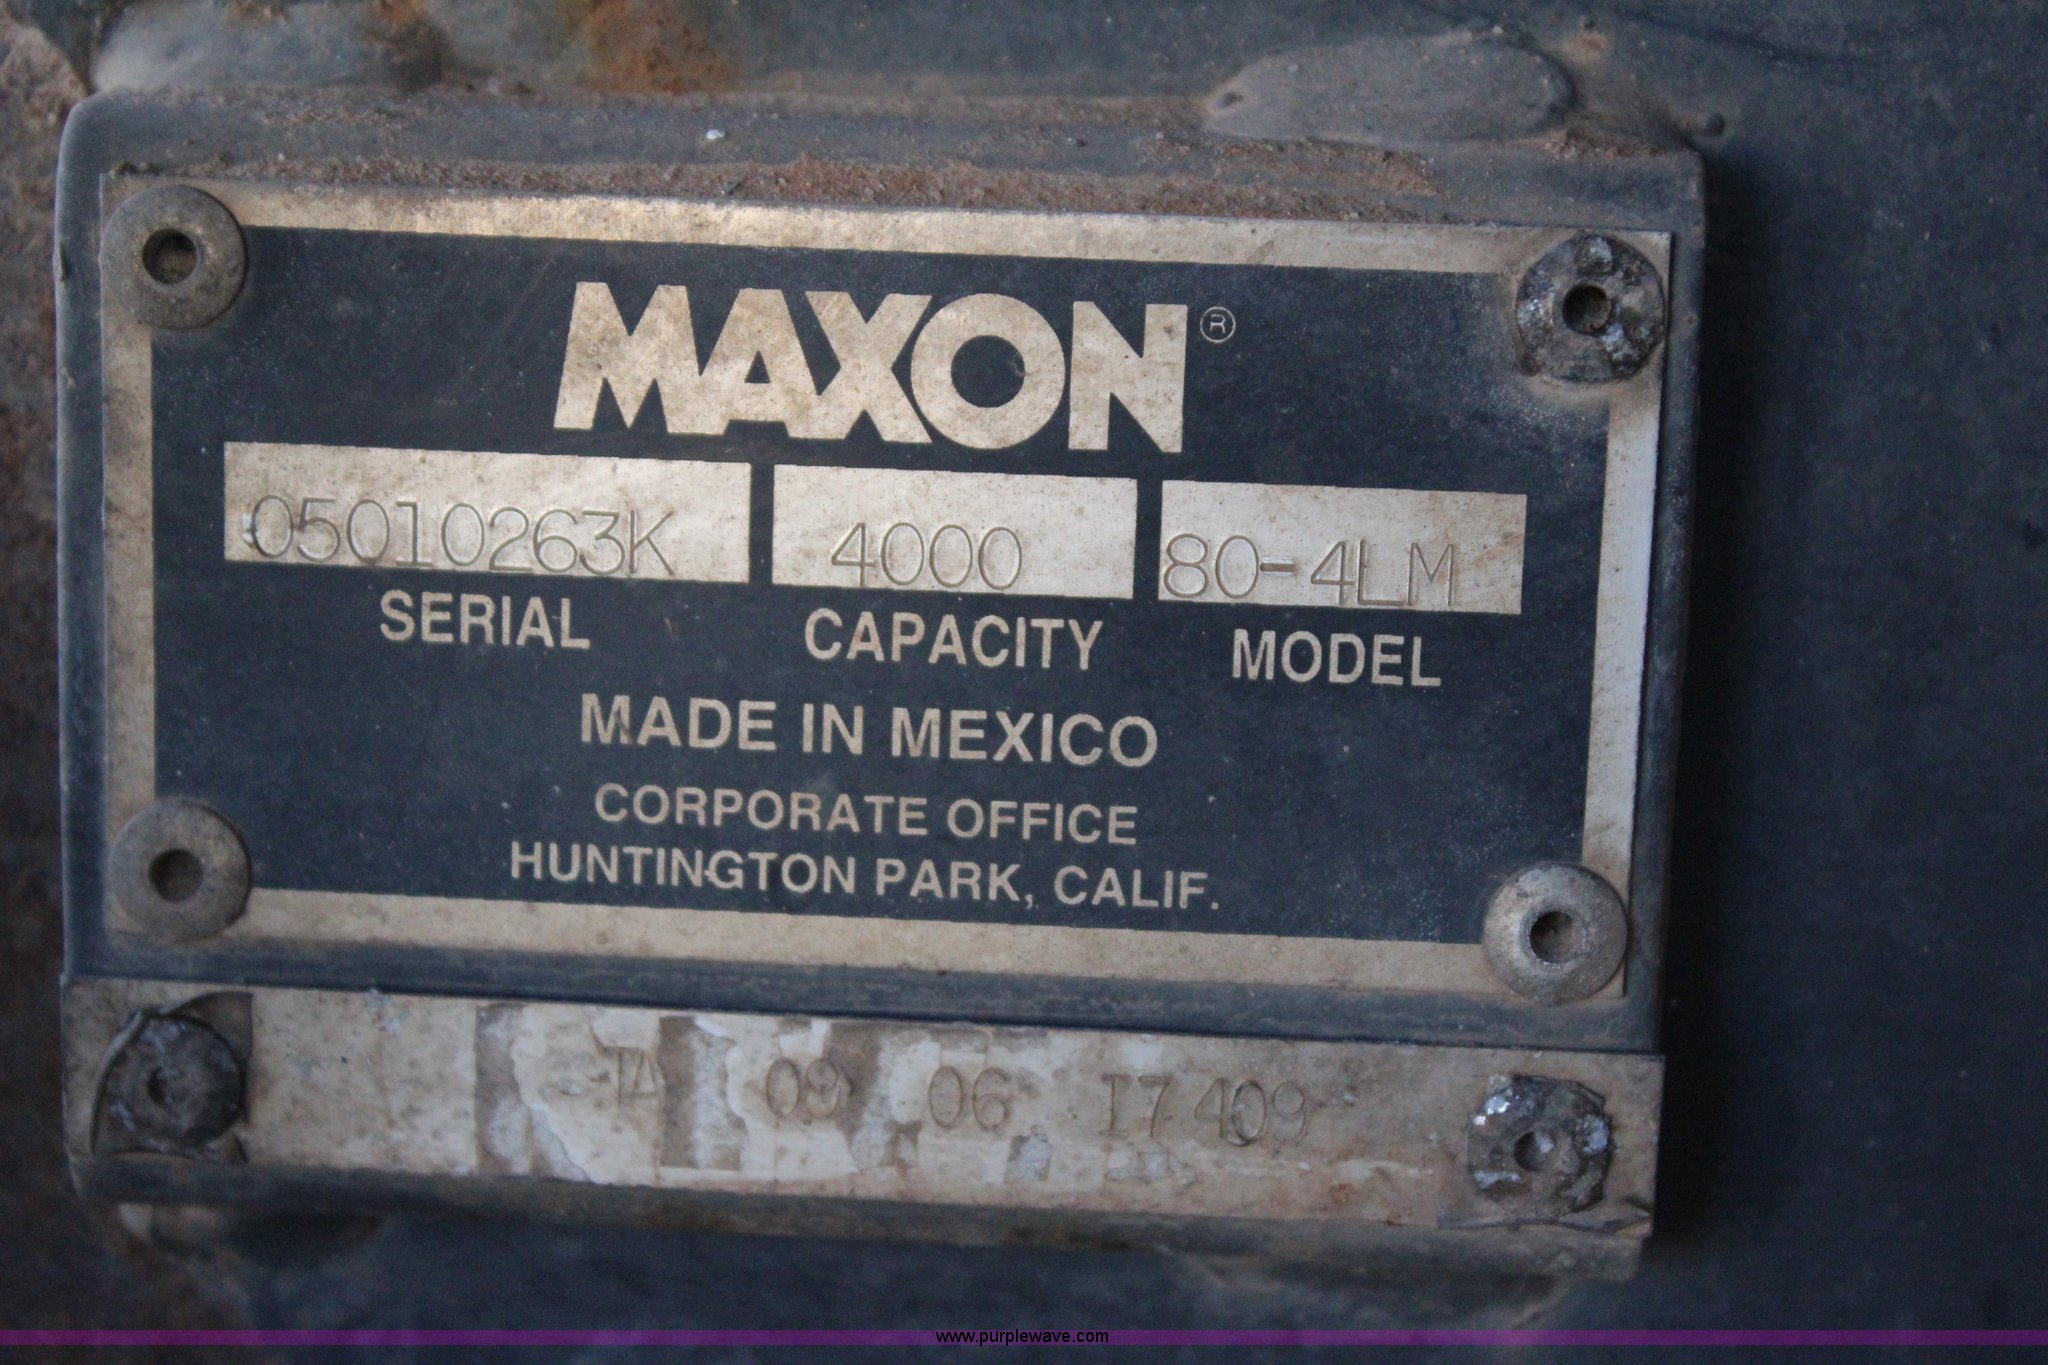 MAXON®
05010263K 4000 80-4LM
SERIAL CAPACITY MODEL
MADE IN MEXICO
CORPORATE OFFICE
HUNTINGTON PARK, CALIF.
TA 09 06 17409
www.purplewave.com